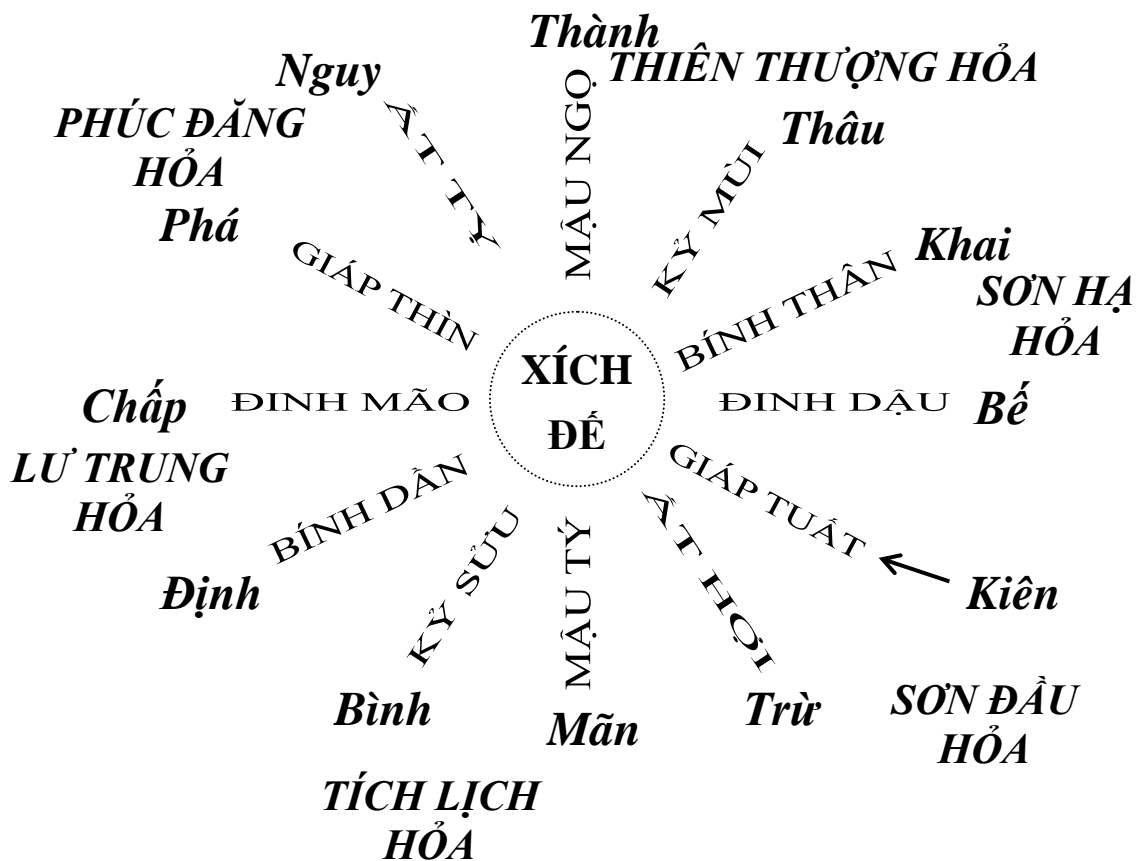 Thành
THIÊN THƯỢNG HỎA
Nguy
PHÚC ĐĂNG
HỎA
Phá
Thâu
Khai
SƠN HẠ
HỎA
ẤT TỴ
MẬU NGỌ
KỶ MÙI
GIÁP THÌN
BÍNH THÂN
XÍCH
ĐẾ
Chấp
ĐINH MÃO
ĐINH DẬU
Bế
LƯ TRUNG
HỎA
BÍNH DẦN
GIÁP TUẤT
Định
KỶ SỬU
MẬU TÝ
ẤT HỢI
Kiên
Bình
Mãn
Trừ
SƠN ĐẦU
HỎA
TÍCH LỊCH
HỎA